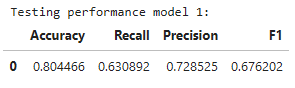 Testing performance model 1:
Accuracy Recall Precision F1
0 0.804466 0.630892 0.728525 0.676202